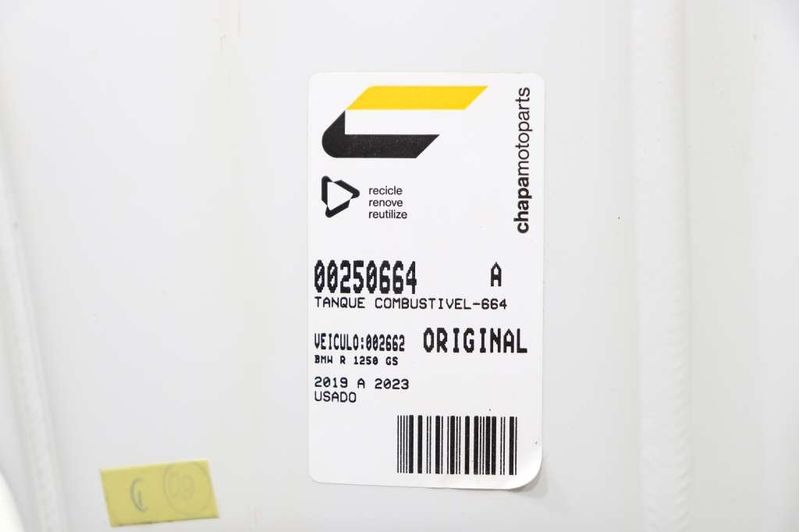 chapamotoparts
recicle
renove
reutilize
00250664 A
TANQUE COMBUSTIVEL-664
VEICULO:002662 ORIGINAL
BMW R 1250 GS
2019 A 2023
USADO